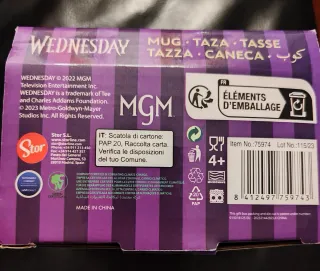 WEDNESDAY
MUG · TAZA · TASSE
TAZZA · CANECA · كوب
WEDNESDAY © 2022 MGM
Television Entertainment Inc.
WEDNESDAY is a trademark of Tee
and Charles Addams Foundation.
© 2023 Metro-Goldwyn-Mayer
Studios Inc. All Rights Reserved.
MGM
FR
ÉLÉMENTS
D'EMBALLAGE
Stor
Stor S.L.
IT: Scatola di cartone:
PAP 20, Raccolta carta.
Verifica le disposizioni
del tuo Comune.
4+
PAP
Item No.:75974
Lot No.:115/23
8 412497 759743
MADE IN CHINA